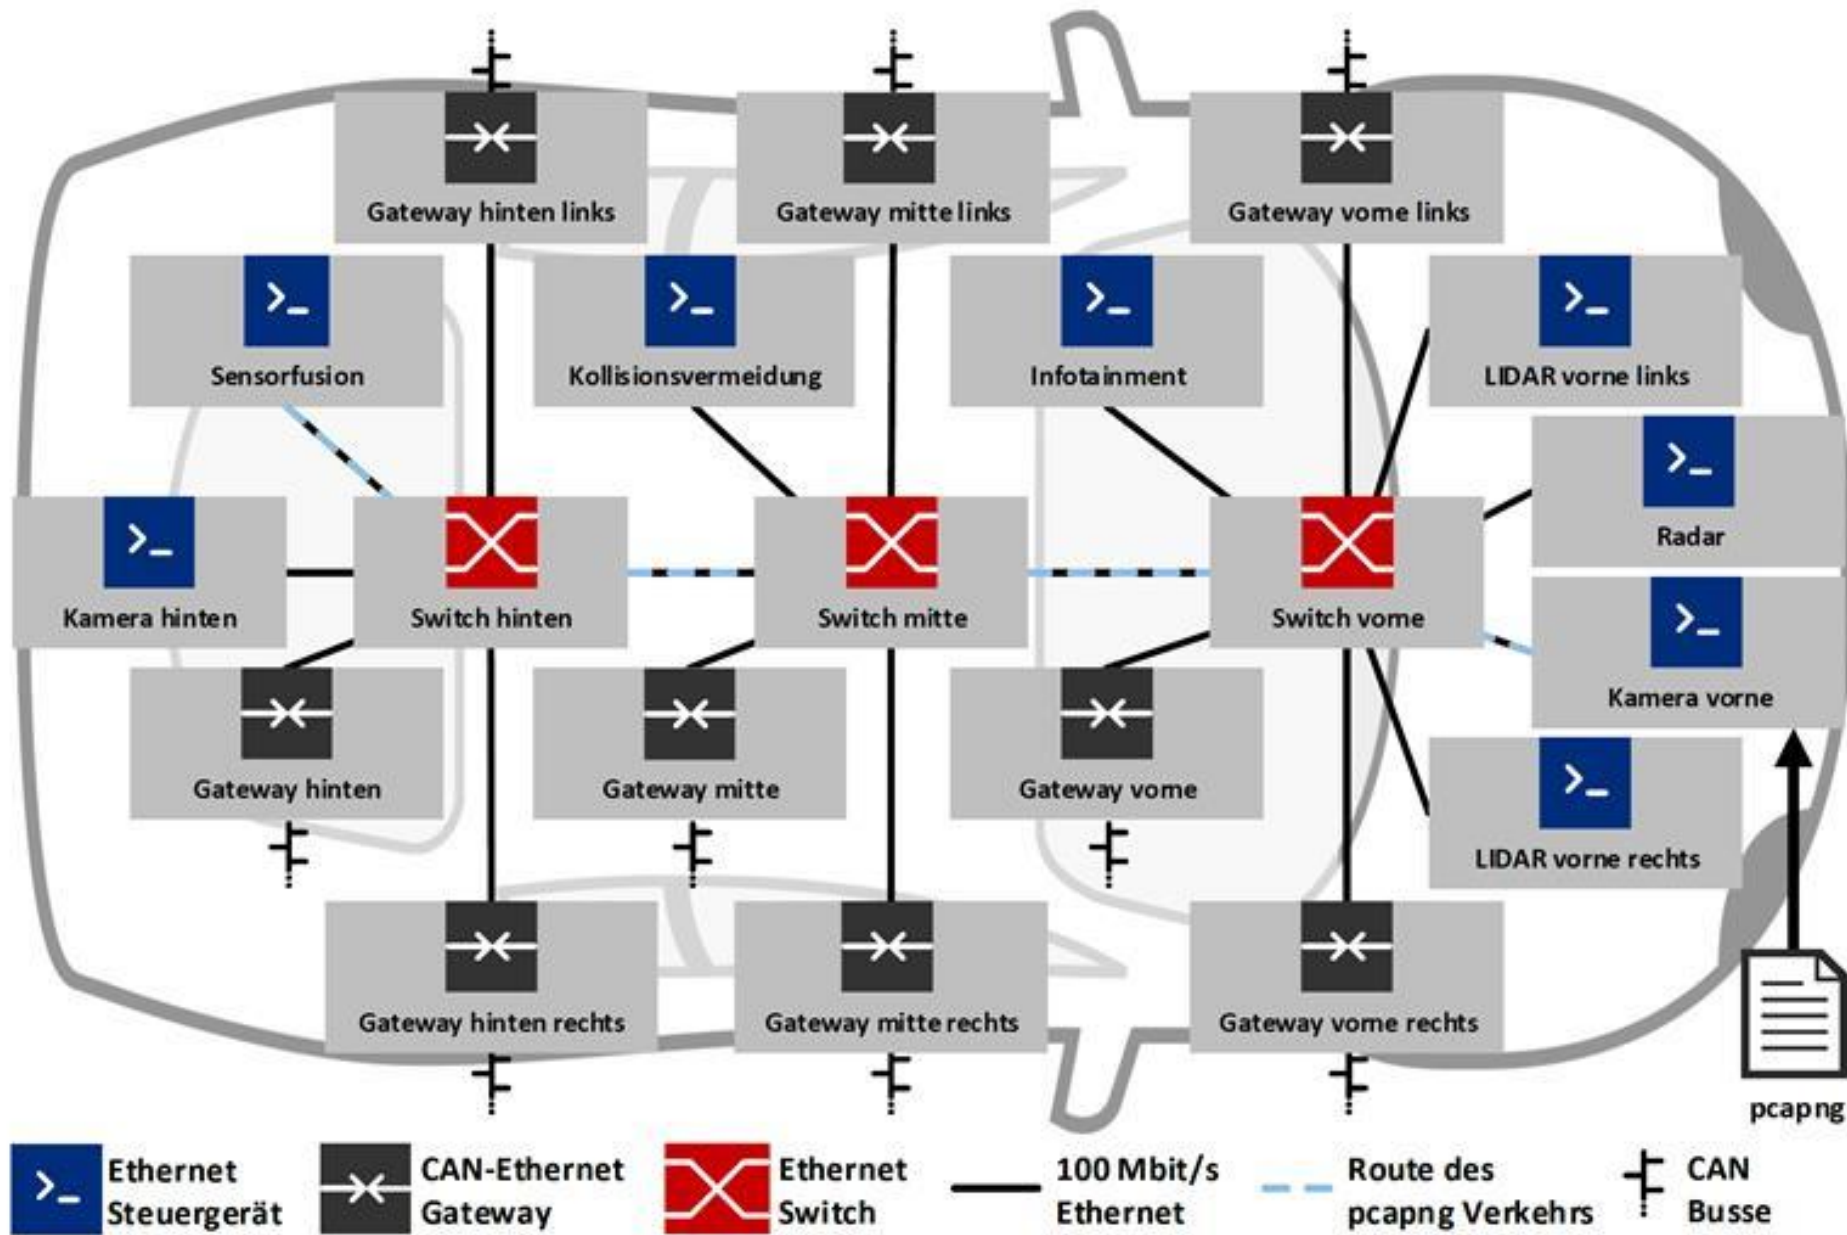 Gateway hinten links
Gateway mitte links
Gateway vorne links
Sensorfusion
Kollisionsvermeidung
Infotainment
LIDAR vorne links
Radar
Kamera hinten
Switch hinten
Switch mitte
Switch vorne
Kamera vorne
Gateway hinten
Gateway mitte
Gateway vorne
LIDAR vorne rechts
Gateway hinten rechts
Gateway mitte rechts
Gateway vorne rechts
pcapng
Ethernet
Steuergerät
CAN-Ethernet
Gateway
Ethernet
Switch
100 Mbit/s
Ethernet
Route des
pcapng Verkehrs
CAN
Busse